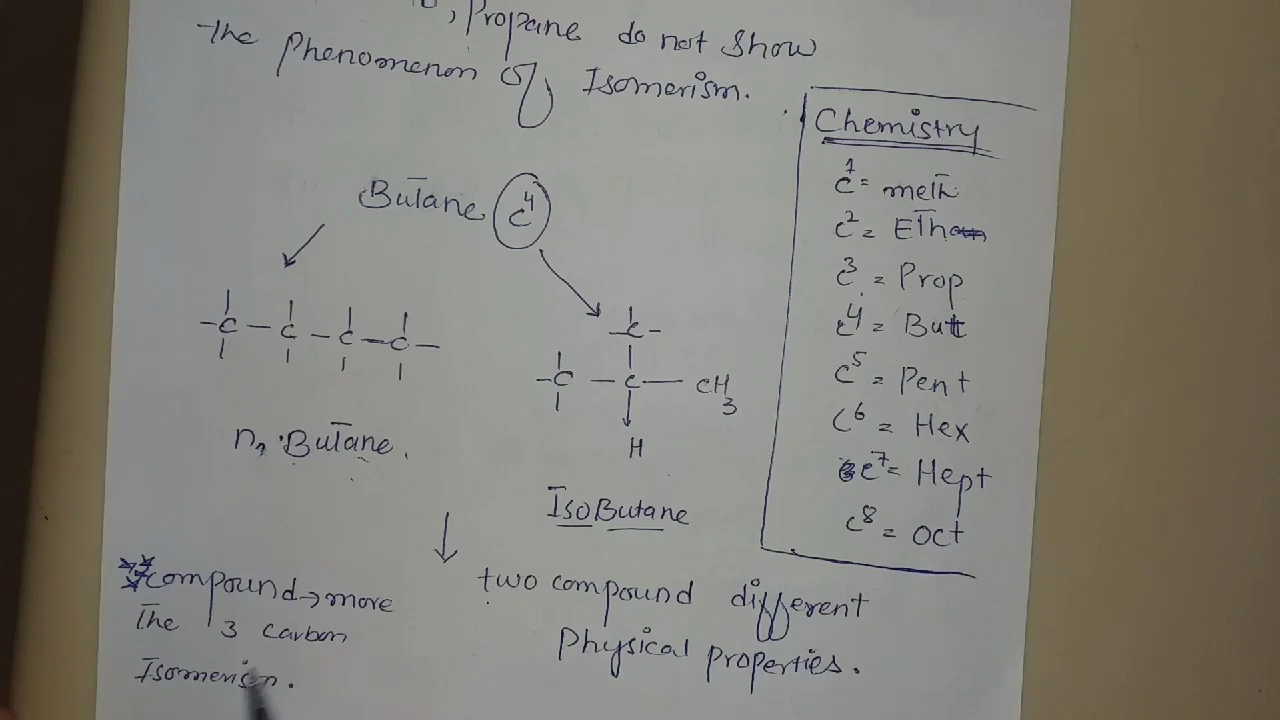 , Propane do not Show
The Phenomenon of Isomerism.
Butane C4
-C-C-C-C-
n, Butane.
-C-
-C-C-CH3
H
IsoButane
Compound→more
The 3 carbon
Isomerism.
two compound different
Physical properties.
Chemistry
C1= meth
C2= Eth
C3= Prop
C4= But
C5= Pent
C6= Hex
C7= Hept
C8= Oct